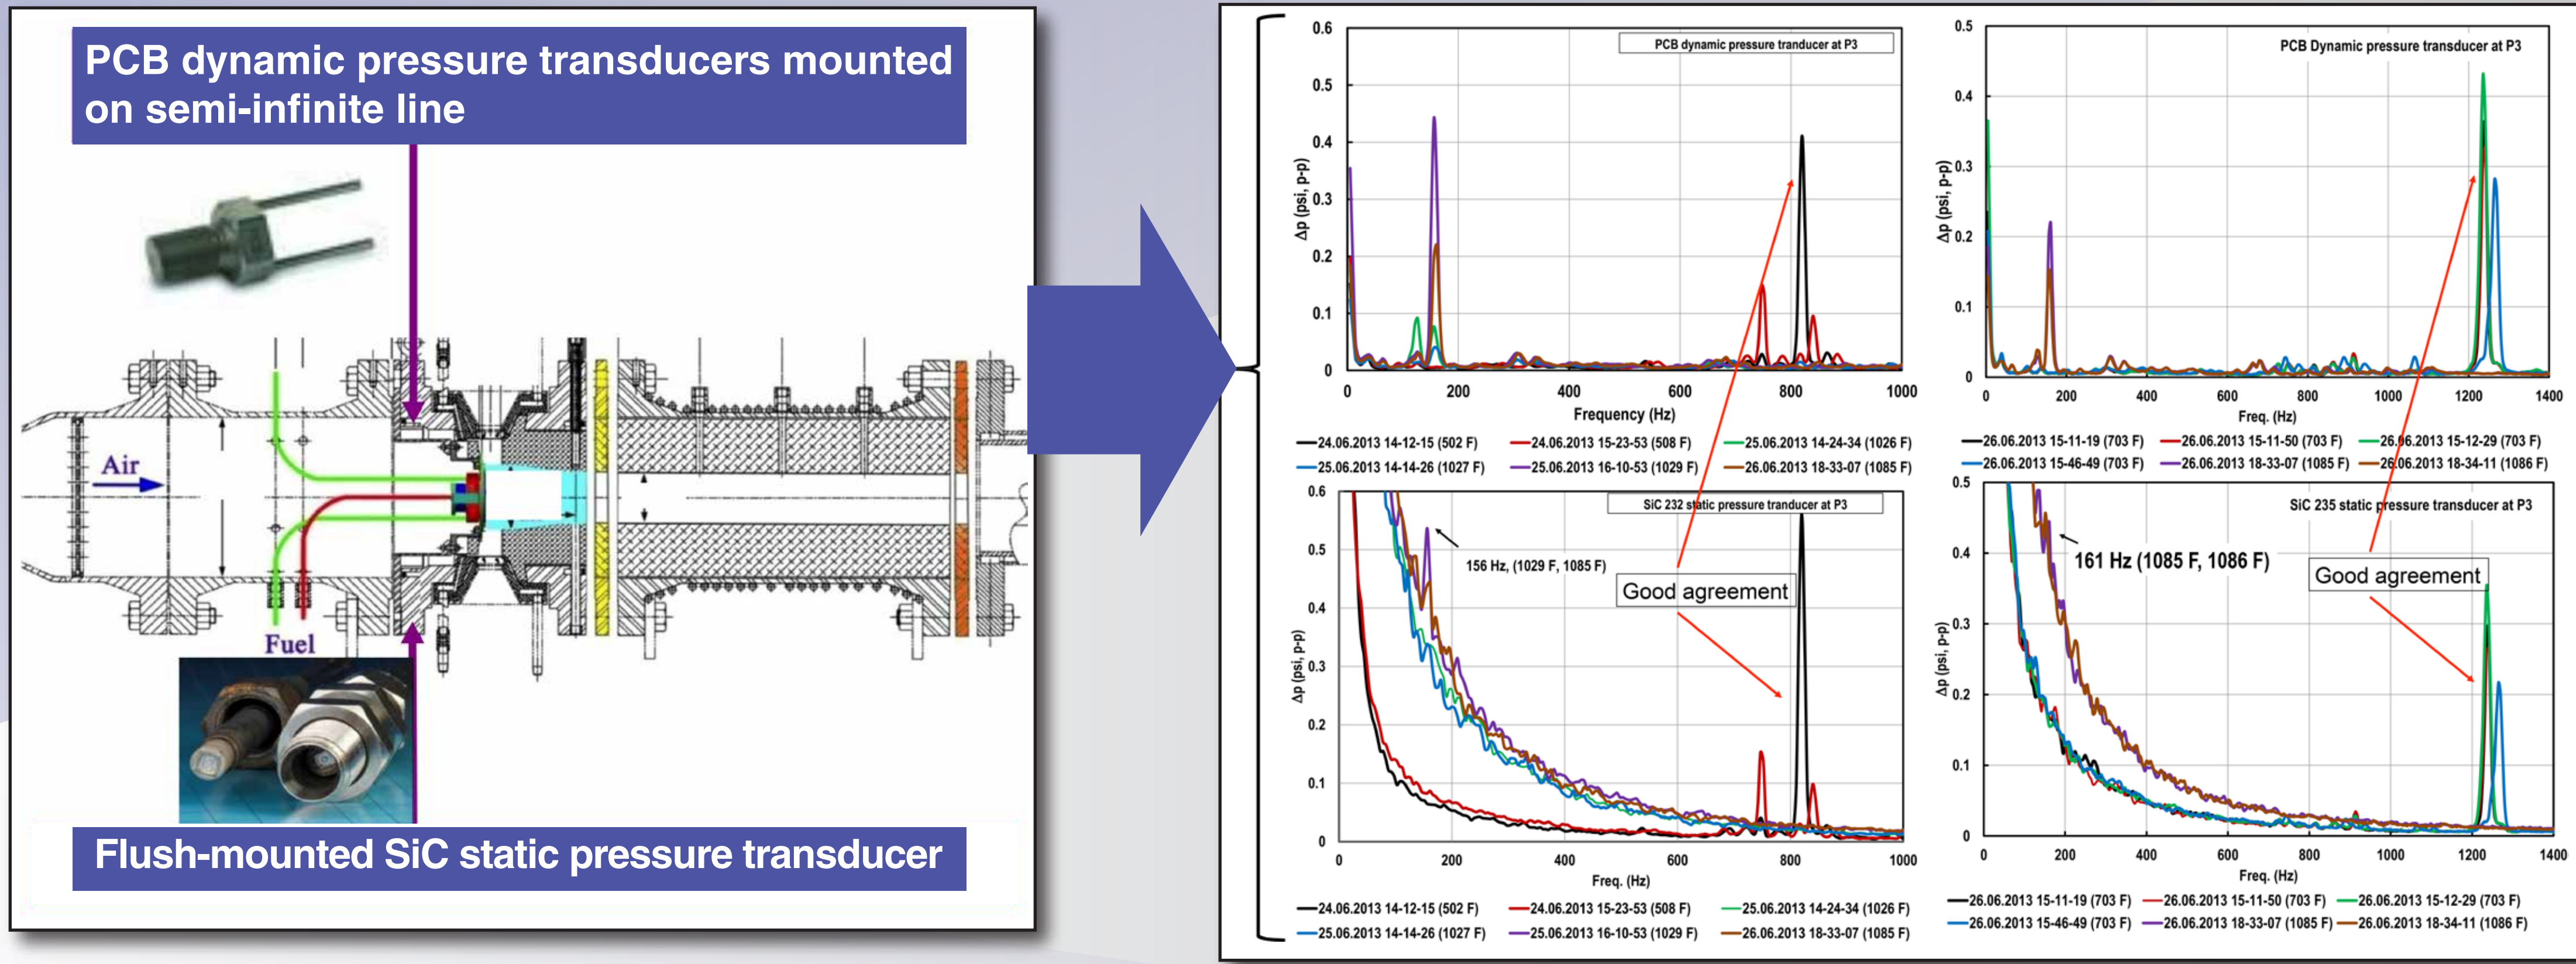 PCB dynamic pressure transducers mounted
on semi-infinite line
Air
Fuel
Flush-mounted SiC static pressure transducer
PCB dynamic pressure tranducer at P3
0.6
0.5
0.4
0.3
0.2
0.1
0
Δp (psi, p-p)
0 200 400 600 800 1000
Frequency (Hz)
24.06.2013 14-12-15 (502 F) 24.06.2013 15-23-53 (508 F) 25.06.2013 14-24-34 (1026 F)
25.06.2013 14-14-26 (1027 F) 25.06.2013 16-10-53 (1029 F) 26.06.2013 18-33-07 (1085 F)
PCB Dynamic pressure transducer at P3
0.5
0.4
0.3
0.2
0.1
0
Δp (psi, p-p)
0 200 400 600 800 1000 1200 1400
Freq. (Hz)
26.06.2013 15-11-19 (703 F) 26.06.2013 15-11-50 (703 F) 26.06.2013 15-12-29 (703 F)
26.06.2013 15-46-49 (703 F) 26.06.2013 18-33-07 (1085 F) 26.06.2013 18-34-11 (1086 F)
SiC 232 static pressure tranducer at P3
0.6
0.5
0.4
0.3
0.2
0.1
0
Δp (psi, p-p)
156 Hz, (1029 F, 1085 F)
Good agreement
0 200 400 600 800 1000
Freq. (Hz)
24.06.2013 14-12-15 (502 F) 24.06.2013 15-23-53 (508 F) 25.06.2013 14-24-34 (1026 F)
25.06.2013 14-14-26 (1027 F) 25.06.2013 16-10-53 (1029 F) 26.06.2013 18-33-07 (1085 F)
SiC 235 static pressure transducer at P3
0.5
0.4
0.3
0.2
0.1
0
Δp (psi, p-p)
161 Hz (1085 F, 1086 F)
Good agreement
0 200 400 600 800 1000 1200 1400
Freq. (Hz)
26.06.2013 15-11-19 (703 F) 26.06.2013 15-11-50 (703 F) 26.06.2013 15-12-29 (703 F)
26.06.2013 15-46-49 (703 F) 26.06.2013 18-33-07 (1085 F) 26.06.2013 18-34-11 (1086 F)